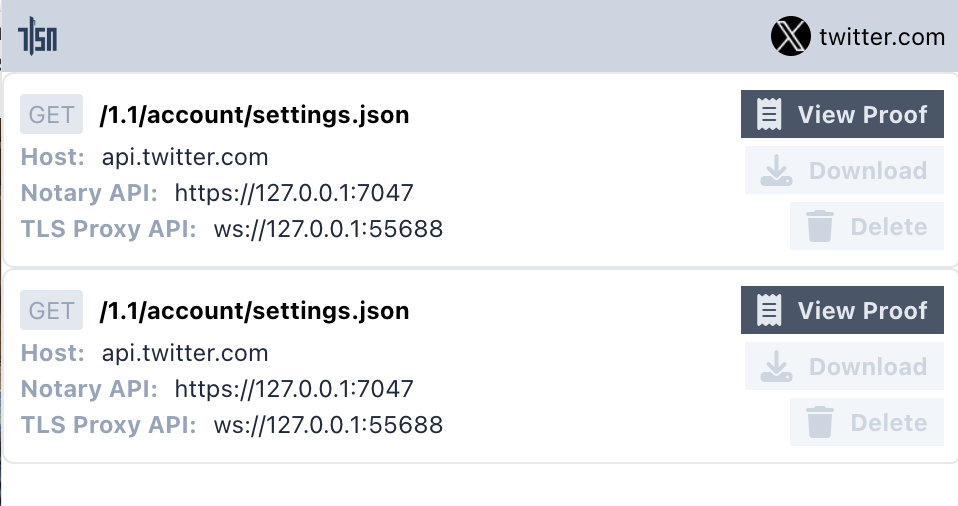 TLSN
twitter.com
GET /1.1/account/settings.json
View Proof
Host: api.twitter.com
Download
Notary API: https://127.0.0.1:7047
TLS Proxy API: ws://127.0.0.1:55688
Delete
GET /1.1/account/settings.json
View Proof
Host: api.twitter.com
Download
Notary API: https://127.0.0.1:7047
TLS Proxy API: ws://127.0.0.1:55688
Delete